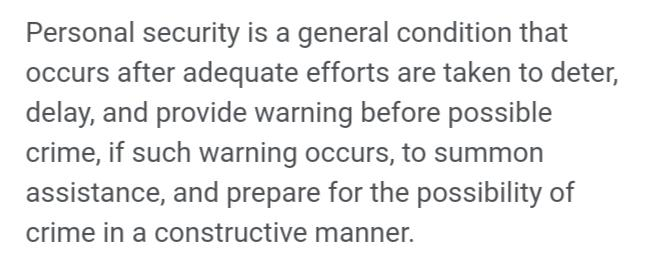 Personal security is a general condition that
occurs after adequate efforts are taken to deter,
delay, and provide warning before possible
crime, if such warning occurs, to summon
assistance, and prepare for the possibility of
crime in a constructive manner.